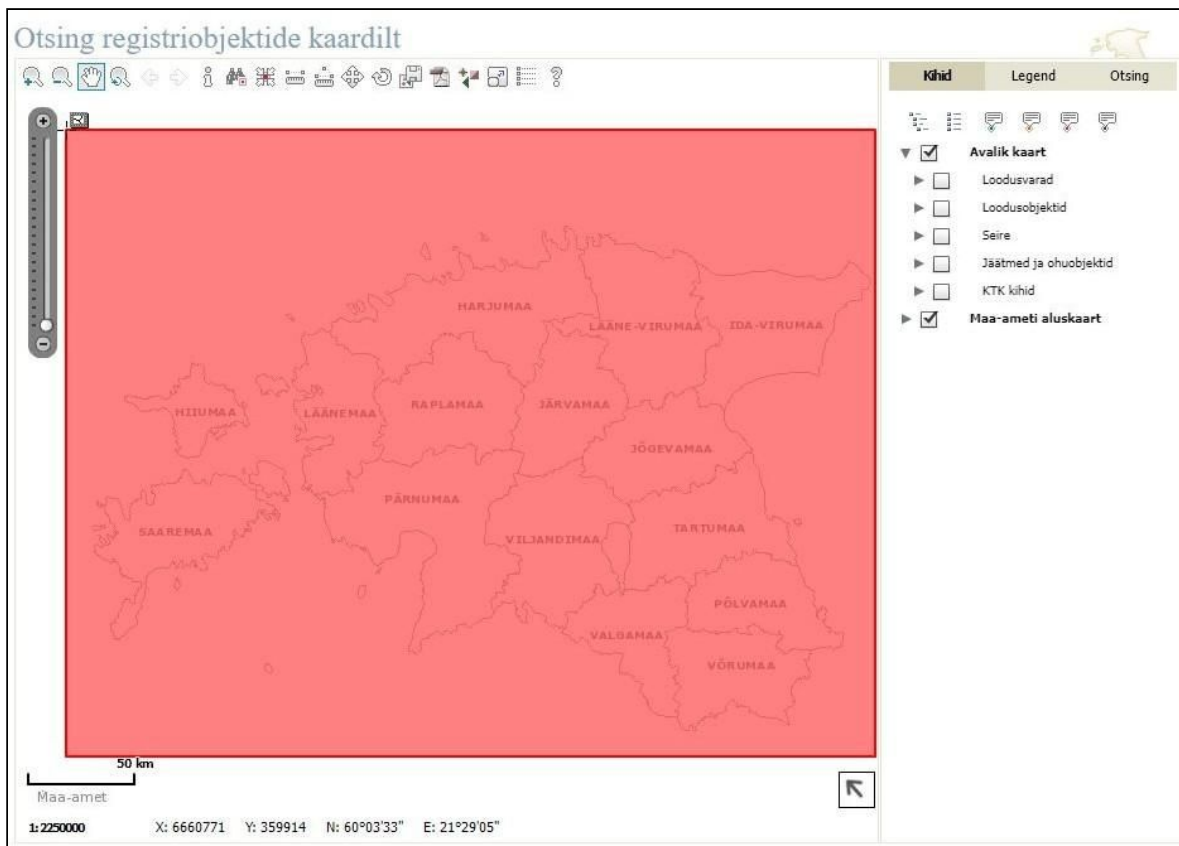 Otsing registriobjektide kaardilt
Kihid
Legend
Otsing
Avalik kaart
Loodusvarad
Loodusobjektid
Seire
Jäätmed ja ohuobjektid
KTK kihid
Maa-ameti aluskaart
HARJUMAA
LÄÄNE-VIRUMAA
IDA-VIRUMAA
HIIUMAA
LÄÄNEMAA
RAPLAMAA
JÄRVAMAA
JÕGEVAMAA
PÄRNUMAA
SAAREMAA
VILJANDIMAA
TARTUMAA
PÕLVAMAA
VALGAMAA
VÕRUMAA
50 km
Maa-amet
1:2250000 X: 6660771 Y: 359914 N: 60°03'33" E: 21°29'05"